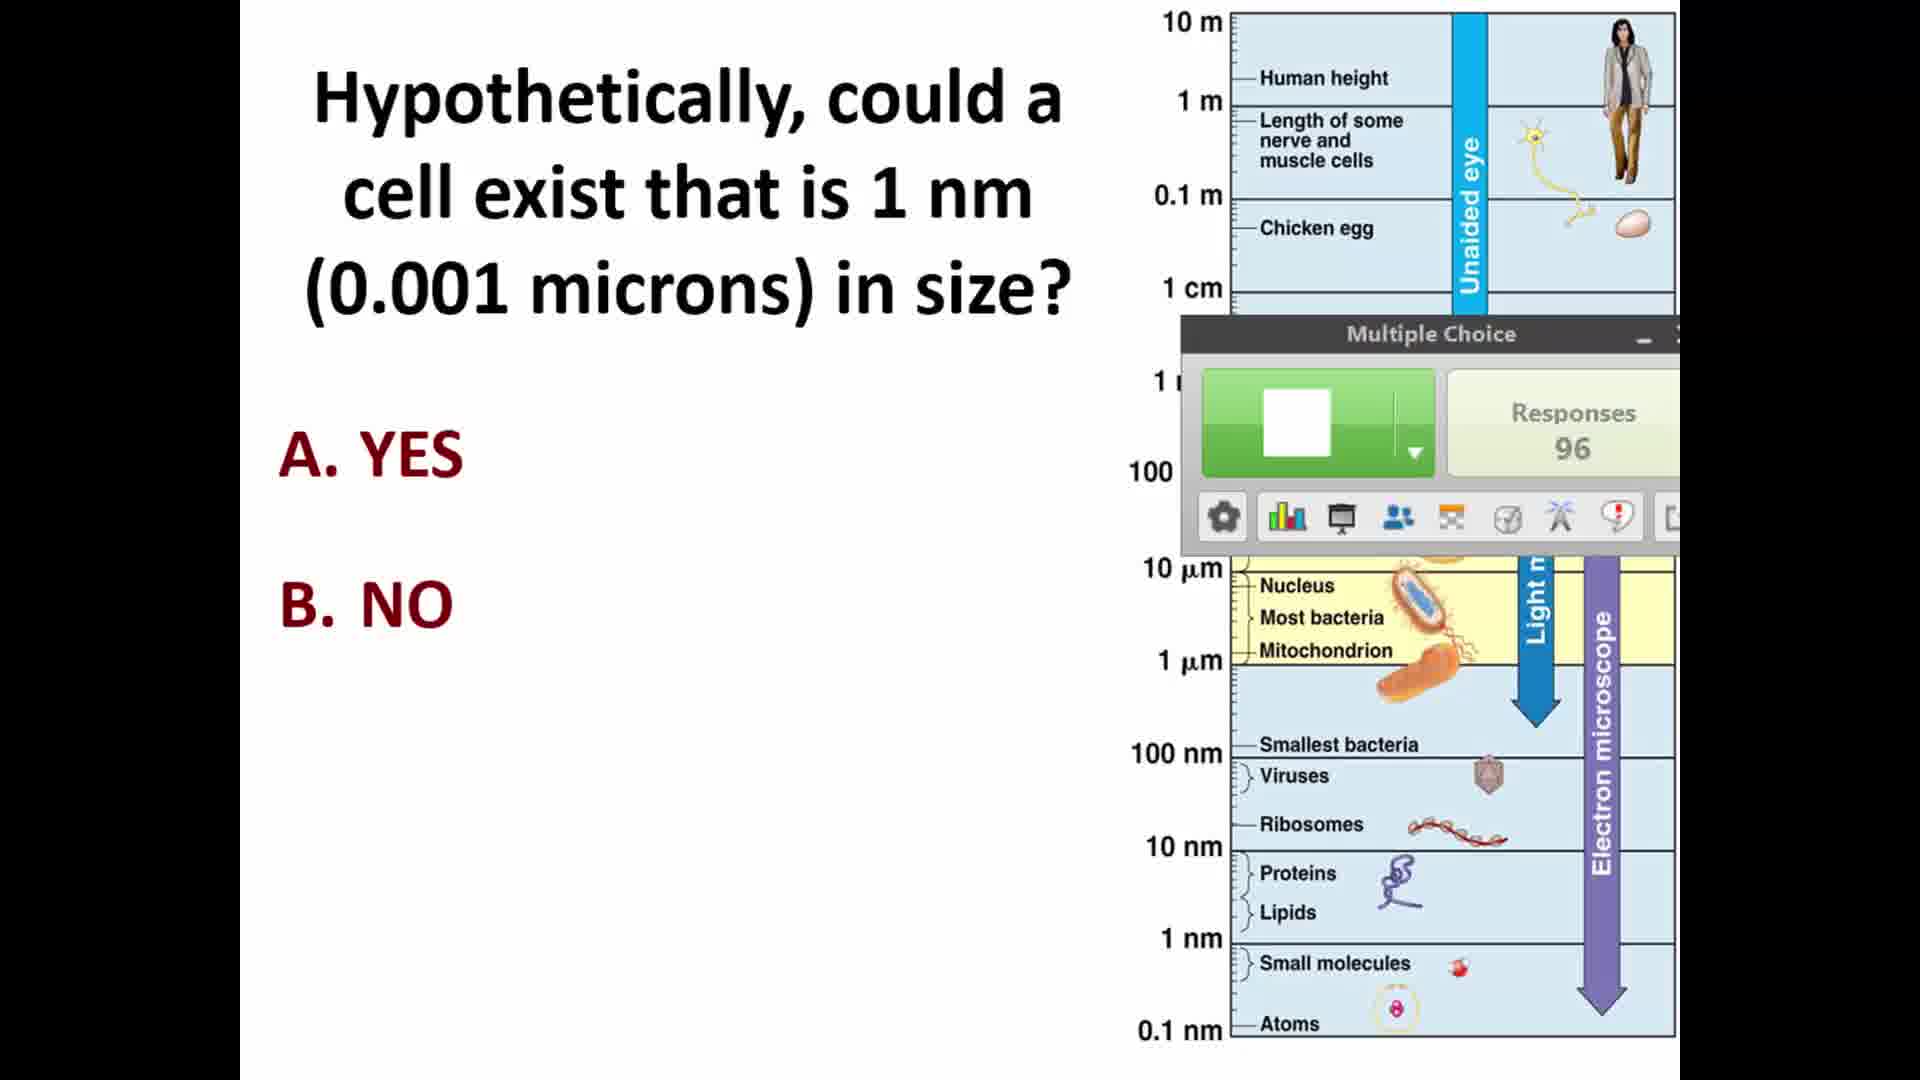 Hypothetically, could a
cell exist that is 1 nm
(0.001 microns) in size?
A. YES
B. NO
10 m
Human height
1 m
Length of some
nerve and
muscle cells
0.1 m
Chicken egg
1 cm
Unaided eye
Multiple Choice
1
Responses
96
100
10 μm
Nucleus
Most bacteria
Mitochondrion
1 μm
Light m
Electron microscope
Smallest bacteria
100 nm
Viruses
Ribosomes
10 nm
Proteins
Lipids
1 nm
Small molecules
Atoms
0.1 nm